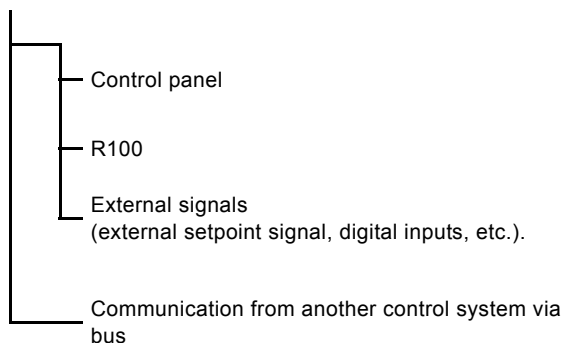 Control panel
R100
External signals
(external setpoint signal, digital inputs, etc.).
Communication from another control system via
bus